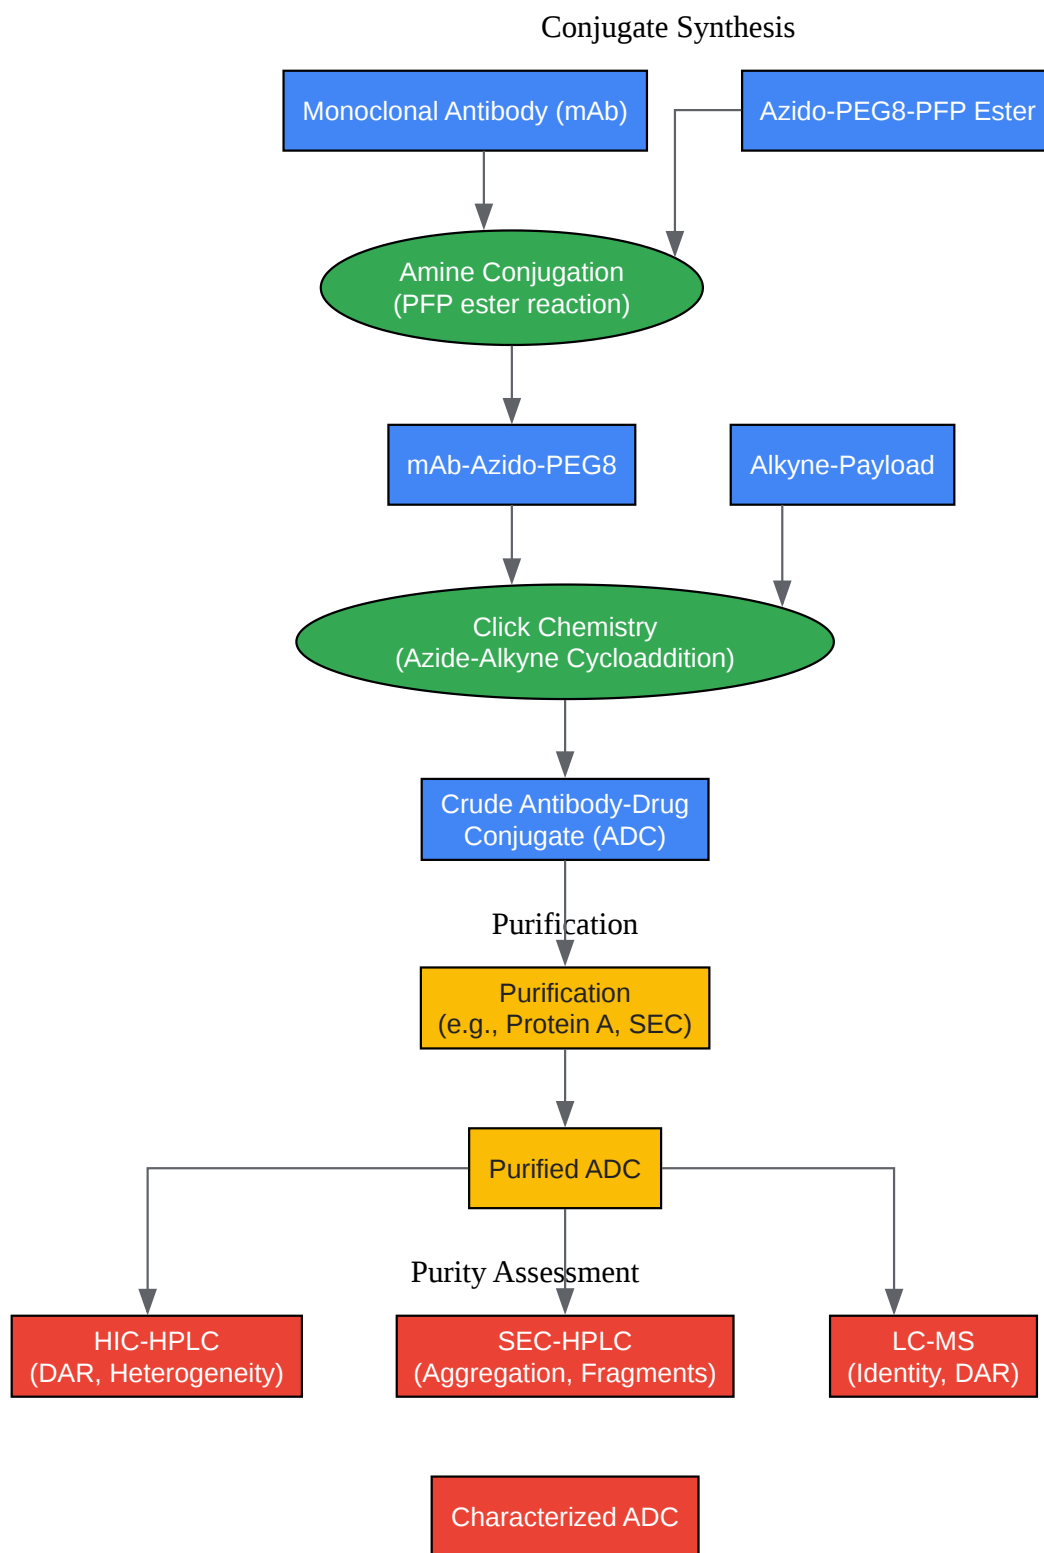 Conjugate Synthesis
Monoclonal Antibody (mAb)
Azido-PEG8-PFP Ester
Amine Conjugation
(PFP ester reaction)
mAb-Azido-PEG8
Alkyne-Payload
Click Chemistry
(Azide-Alkyne Cycloaddition)
Crude Antibody-Drug
Conjugate (ADC)
Purification
Purification
(e.g., Protein A, SEC)
Purified ADC
Purity Assessment
HIC-HPLC
(DAR, Heterogeneity)
SEC-HPLC
(Aggregation, Fragments)
LC-MS
(Identity, DAR)
Characterized ADC